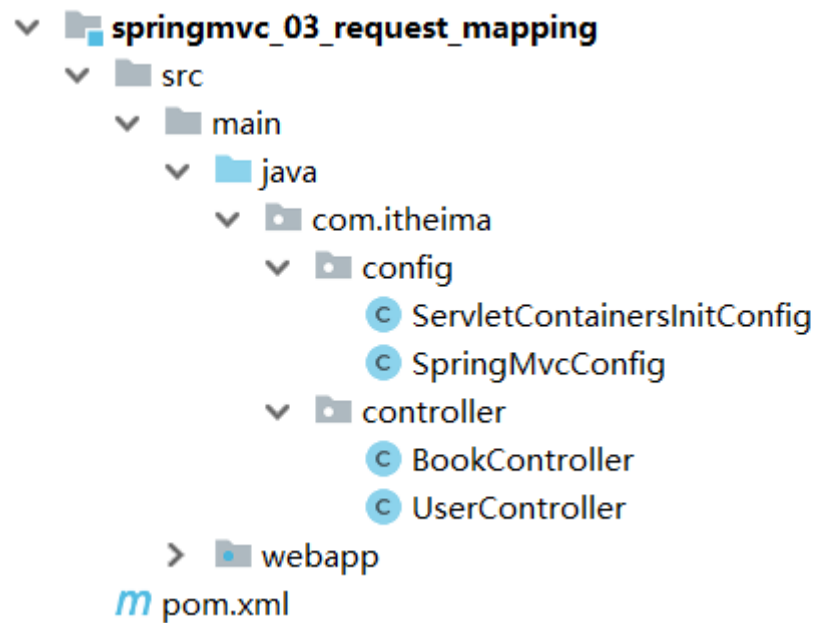 springmvc_03_request_mapping
src
main
java
com.itheima
config
C ServletContainersInitConfig
C SpringMvcConfig
controller
C BookController
C UserController
webapp
m pom.xml